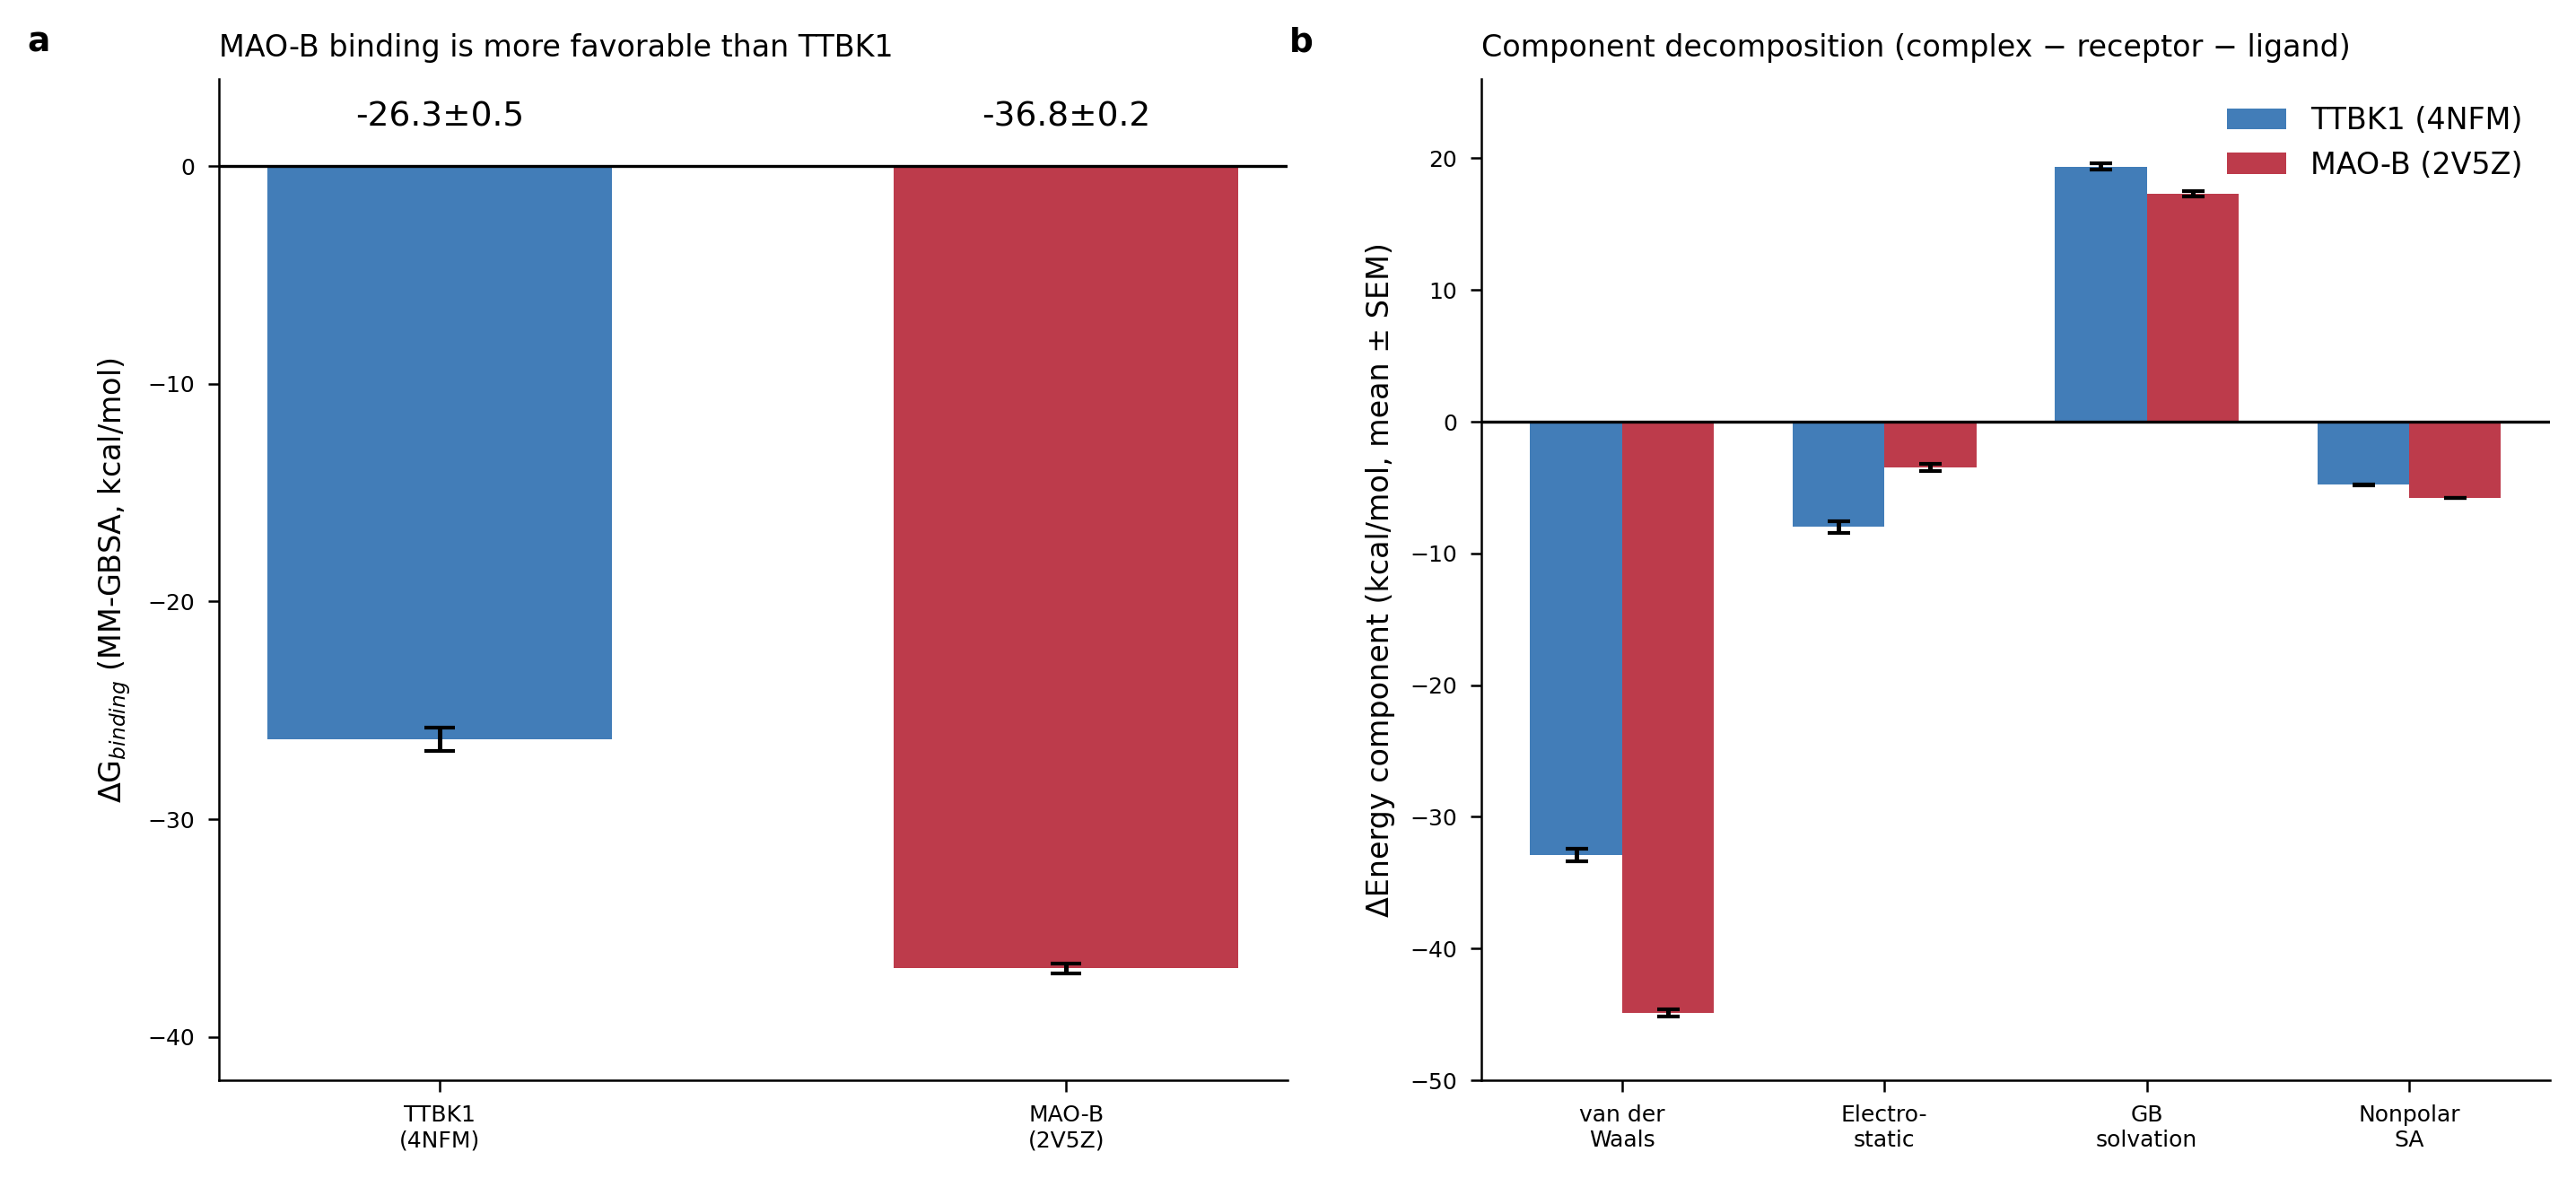 a
MAO-B binding is more favorable than TTBK1
-26.3±0.5
-36.8±0.2
0
−10
−20
−30
−40
ΔGbinding (MM-GBSA, kcal/mol)
TTBK1
(4NFM)
MAO-B
(2V5Z)
b
Component decomposition (complex − receptor − ligand)
TTBK1 (4NFM)
MAO-B (2V5Z)
20
10
0
−10
−20
−30
−40
−50
ΔEnergy component (kcal/mol, mean ± SEM)
van der
Waals
Electro-
static
GB
solvation
Nonpolar
SA